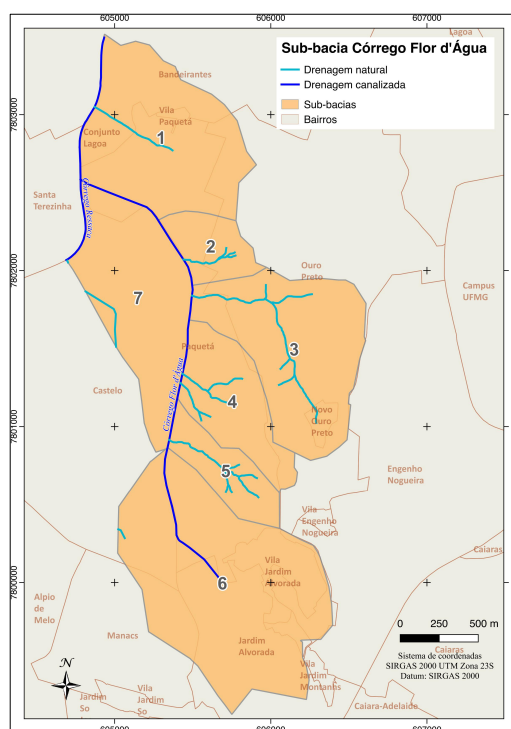 605000 606000 607000
Lagoa
Sub-bacia Córrego Flor d'Água
Drenagem natural
Drenagem canalizada
Sub-bacias
Bairros
Bandeirantes
7803000
Vila
Paquetá
Conjunto
Lagoa
1
Santa
Terezinha
Córrego Ressaca
2
Ouro
Preto
7802000
Campus
UFMG
7
Paquetá
3
Castelo
Córrego Flor d'Água
4
Novo
Ouro
Preto
7801000
5
Engenho
Nogueira
Vila
Engenho
Nogueira
Caiaras
6
Vila
Jardim
Alvorada
7800000
Alpio
de
Melo
Manacs
Jardim
Alvorada
0 250 500 m
Caiaras
Sistema de coordenadas
SIRGAS 2000 UTM Zona 23S
Datum: SIRGAS 2000
N
Vila
Jardim
Montanhs
Jardim
So
Vila
Jardim
So
Caiara-Adelaide
605000 606000 607000